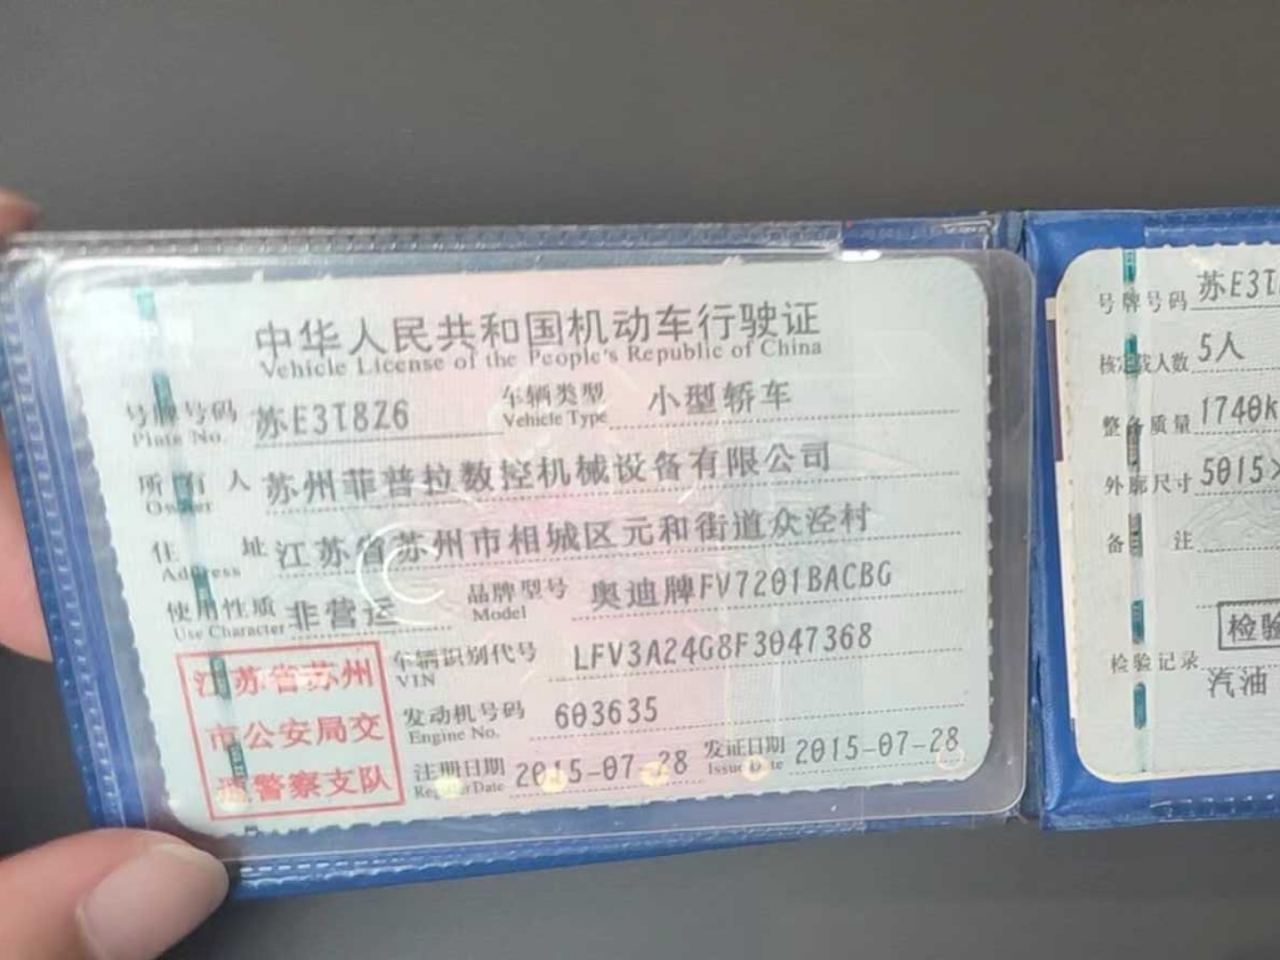 中华人民共和国机动车行驶证
Vehicle License of the People's Republic of China
号牌号码 苏E3T8Z6 车辆类型 小型轿车
Plate No. Vehicle Type
所有人 苏州菲普拉数控机械设备有限公司
Owner
住址 江苏省苏州市相城区元和街道众泾村
Address
使用性质 非营运 品牌型号 奥迪牌FV7201BACBG
Use Character Model
江苏省苏州
市公安局交
通警察支队
车辆识别代号 LFV3A24G8F3047368
VIN
发动机号码 603635
Engine No.
注册日期 2015-07-28 发证日期 2015-07-28
Register Date Issue Date
号牌号码 苏E3T
核定载人数 5人
整备质量 1740k
外廓尺寸 5015×
备注
检验
检验记录
汽油